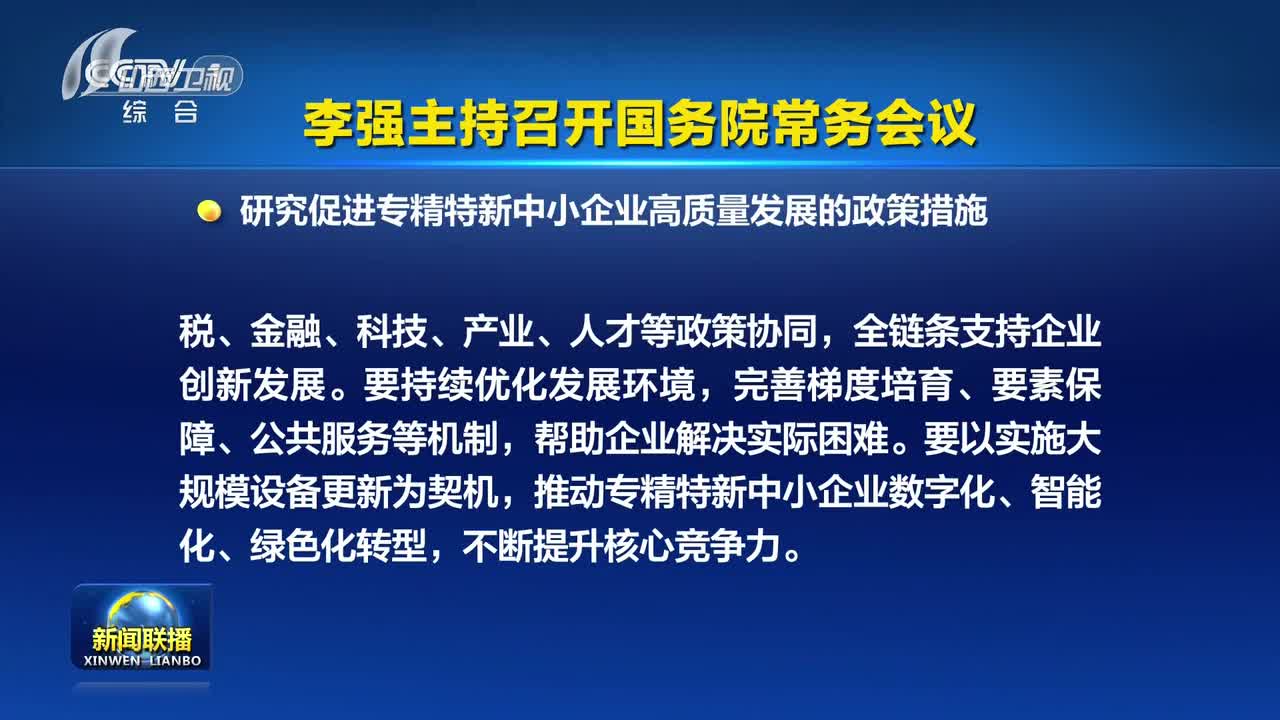 CCTV
山西卫视
综合
李强主持召开国务院常务会议
研究促进专精特新中小企业高质量发展的政策措施
税、金融、科技、产业、人才等政策协同，全链条支持企业
创新发展。要持续优化发展环境，完善梯度培育、要素保
障、公共服务等机制，帮助企业解决实际困难。要以实施大
规模设备更新为契机，推动专精特新中小企业数字化、智能
化、绿色化转型，不断提升核心竞争力。
新闻联播
XINWEN LIANBO